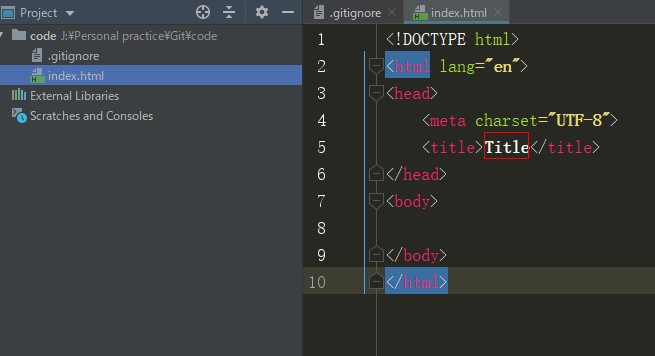 Project
code J:¥Personal practice¥Git¥code
.gitignore
index.html
External Libraries
Scratches and Consoles
.gitignore
index.html
1 <!DOCTYPE html>
2 <html lang="en">
3 <head>
4 <meta charset="UTF-8">
5 <title>Title</title>
6 </head>
7 <body>
8
9 </body>
10 </html>